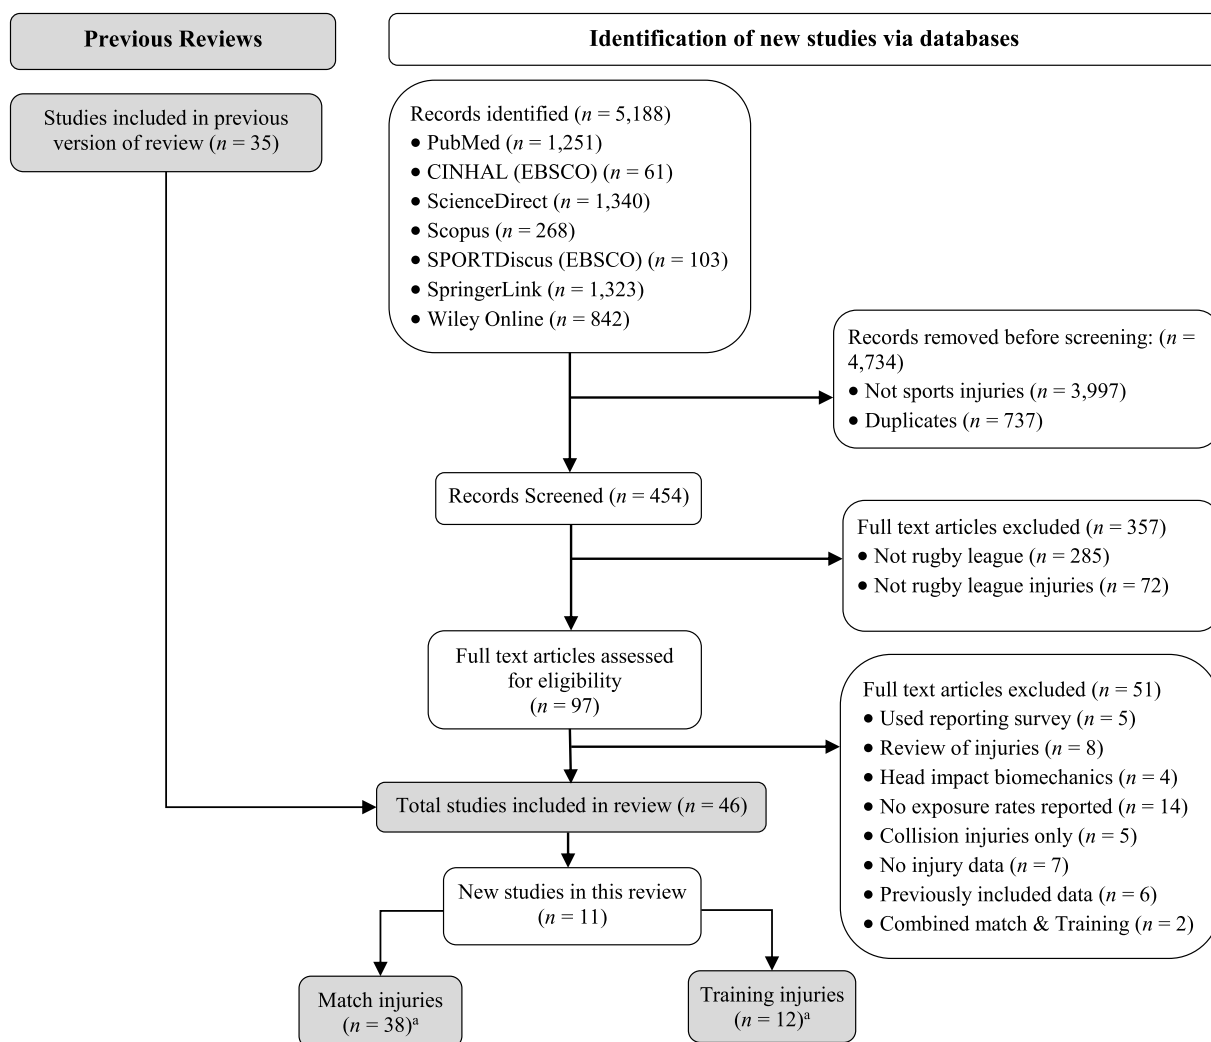 Previous Reviews
Identification of new studies via databases
Studies included in previous
version of review (n = 35)
Records identified (n = 5,188)
• PubMed (n = 1,251)
• CINHAL (EBSCO) (n = 61)
• ScienceDirect (n = 1,340)
• Scopus (n = 268)
• SPORTDiscus (EBSCO) (n = 103)
• SpringerLink (n = 1,323)
• Wiley Online (n = 842)
Records removed before screening: (n =
4,734)
• Not sports injuries (n = 3,997)
• Duplicates (n = 737)
Records Screened (n = 454)
Full text articles excluded (n = 357)
• Not rugby league (n = 285)
• Not rugby league injuries (n = 72)
Full text articles assessed
for eligibility
(n = 97)
Full text articles excluded (n = 51)
• Used reporting survey (n = 5)
• Review of injuries (n = 8)
• Head impact biomechanics (n = 4)
• No exposure rates reported (n = 14)
• Collision injuries only (n = 5)
• No injury data (n = 7)
• Previously included data (n = 6)
• Combined match & Training (n = 2)
Total studies included in review (n = 46)
New studies in this review
(n = 11)
Match injuries
(n = 38)ᵃ
Training injuries
(n = 12)ᵃ